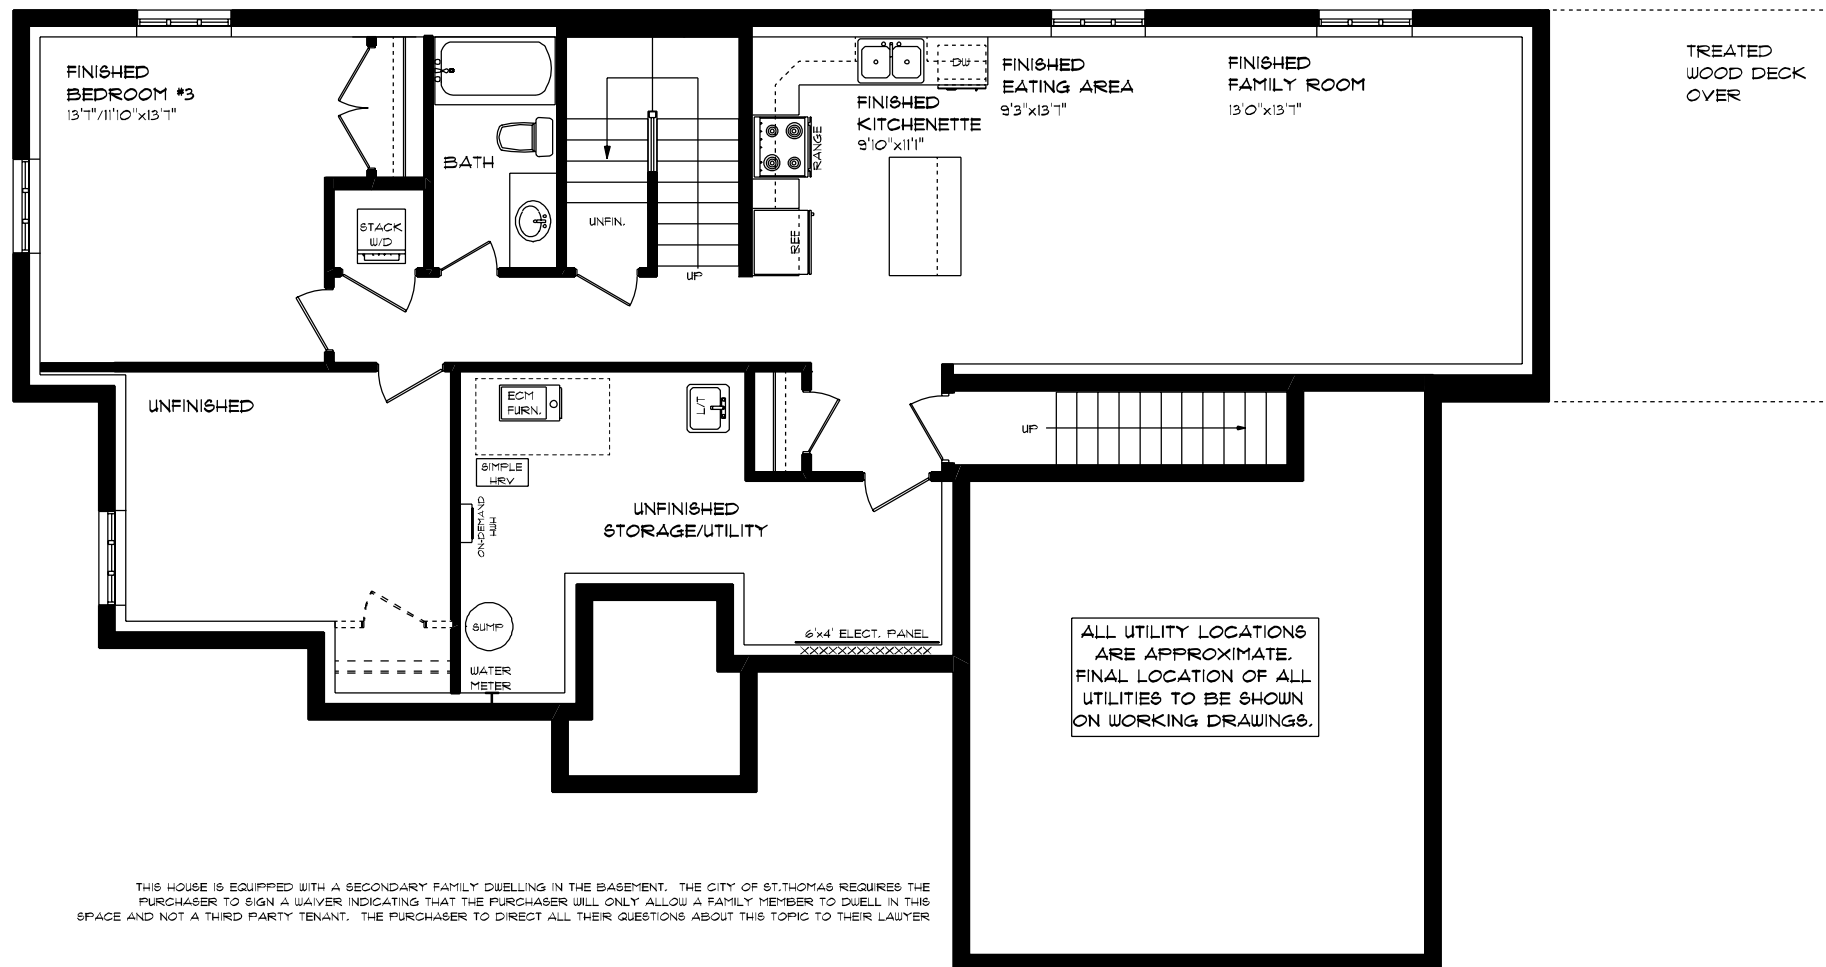 FINISHED
BEDROOM #3
13'7"/11'10"x13'7"
BATH
STACK
W/D
UNFIN.
UP
RANGE
REF
DW
FINISHED
KITCHENETTE
9'10"x11'1"
FINISHED
EATING AREA
9'3"x13'7"
FINISHED
FAMILY ROOM
13'0"x13'7"
TREATED
WOOD DECK
OVER
UNFINISHED
ECM
FURN.
L/T
SIMPLE
HRV
ON-DEMAND
HWH
UNFINISHED
STORAGE/UTILITY
UP
SUMP
WATER
METER
6'x4' ELECT. PANEL
ALL UTILITY LOCATIONS
ARE APPROXIMATE.
FINAL LOCATION OF ALL
UTILITIES TO BE SHOWN
ON WORKING DRAWINGS.
THIS HOUSE IS EQUIPPED WITH A SECONDARY FAMILY DWELLING IN THE BASEMENT. THE CITY OF ST.THOMAS REQUIRES THE
PURCHASER TO SIGN A WAIVER INDICATING THAT THE PURCHASER WILL ONLY ALLOW A FAMILY MEMBER TO DWELL IN THIS
SPACE AND NOT A THIRD PARTY TENANT. THE PURCHASER TO DIRECT ALL THEIR QUESTIONS ABOUT THIS TOPIC TO THEIR LAWYER